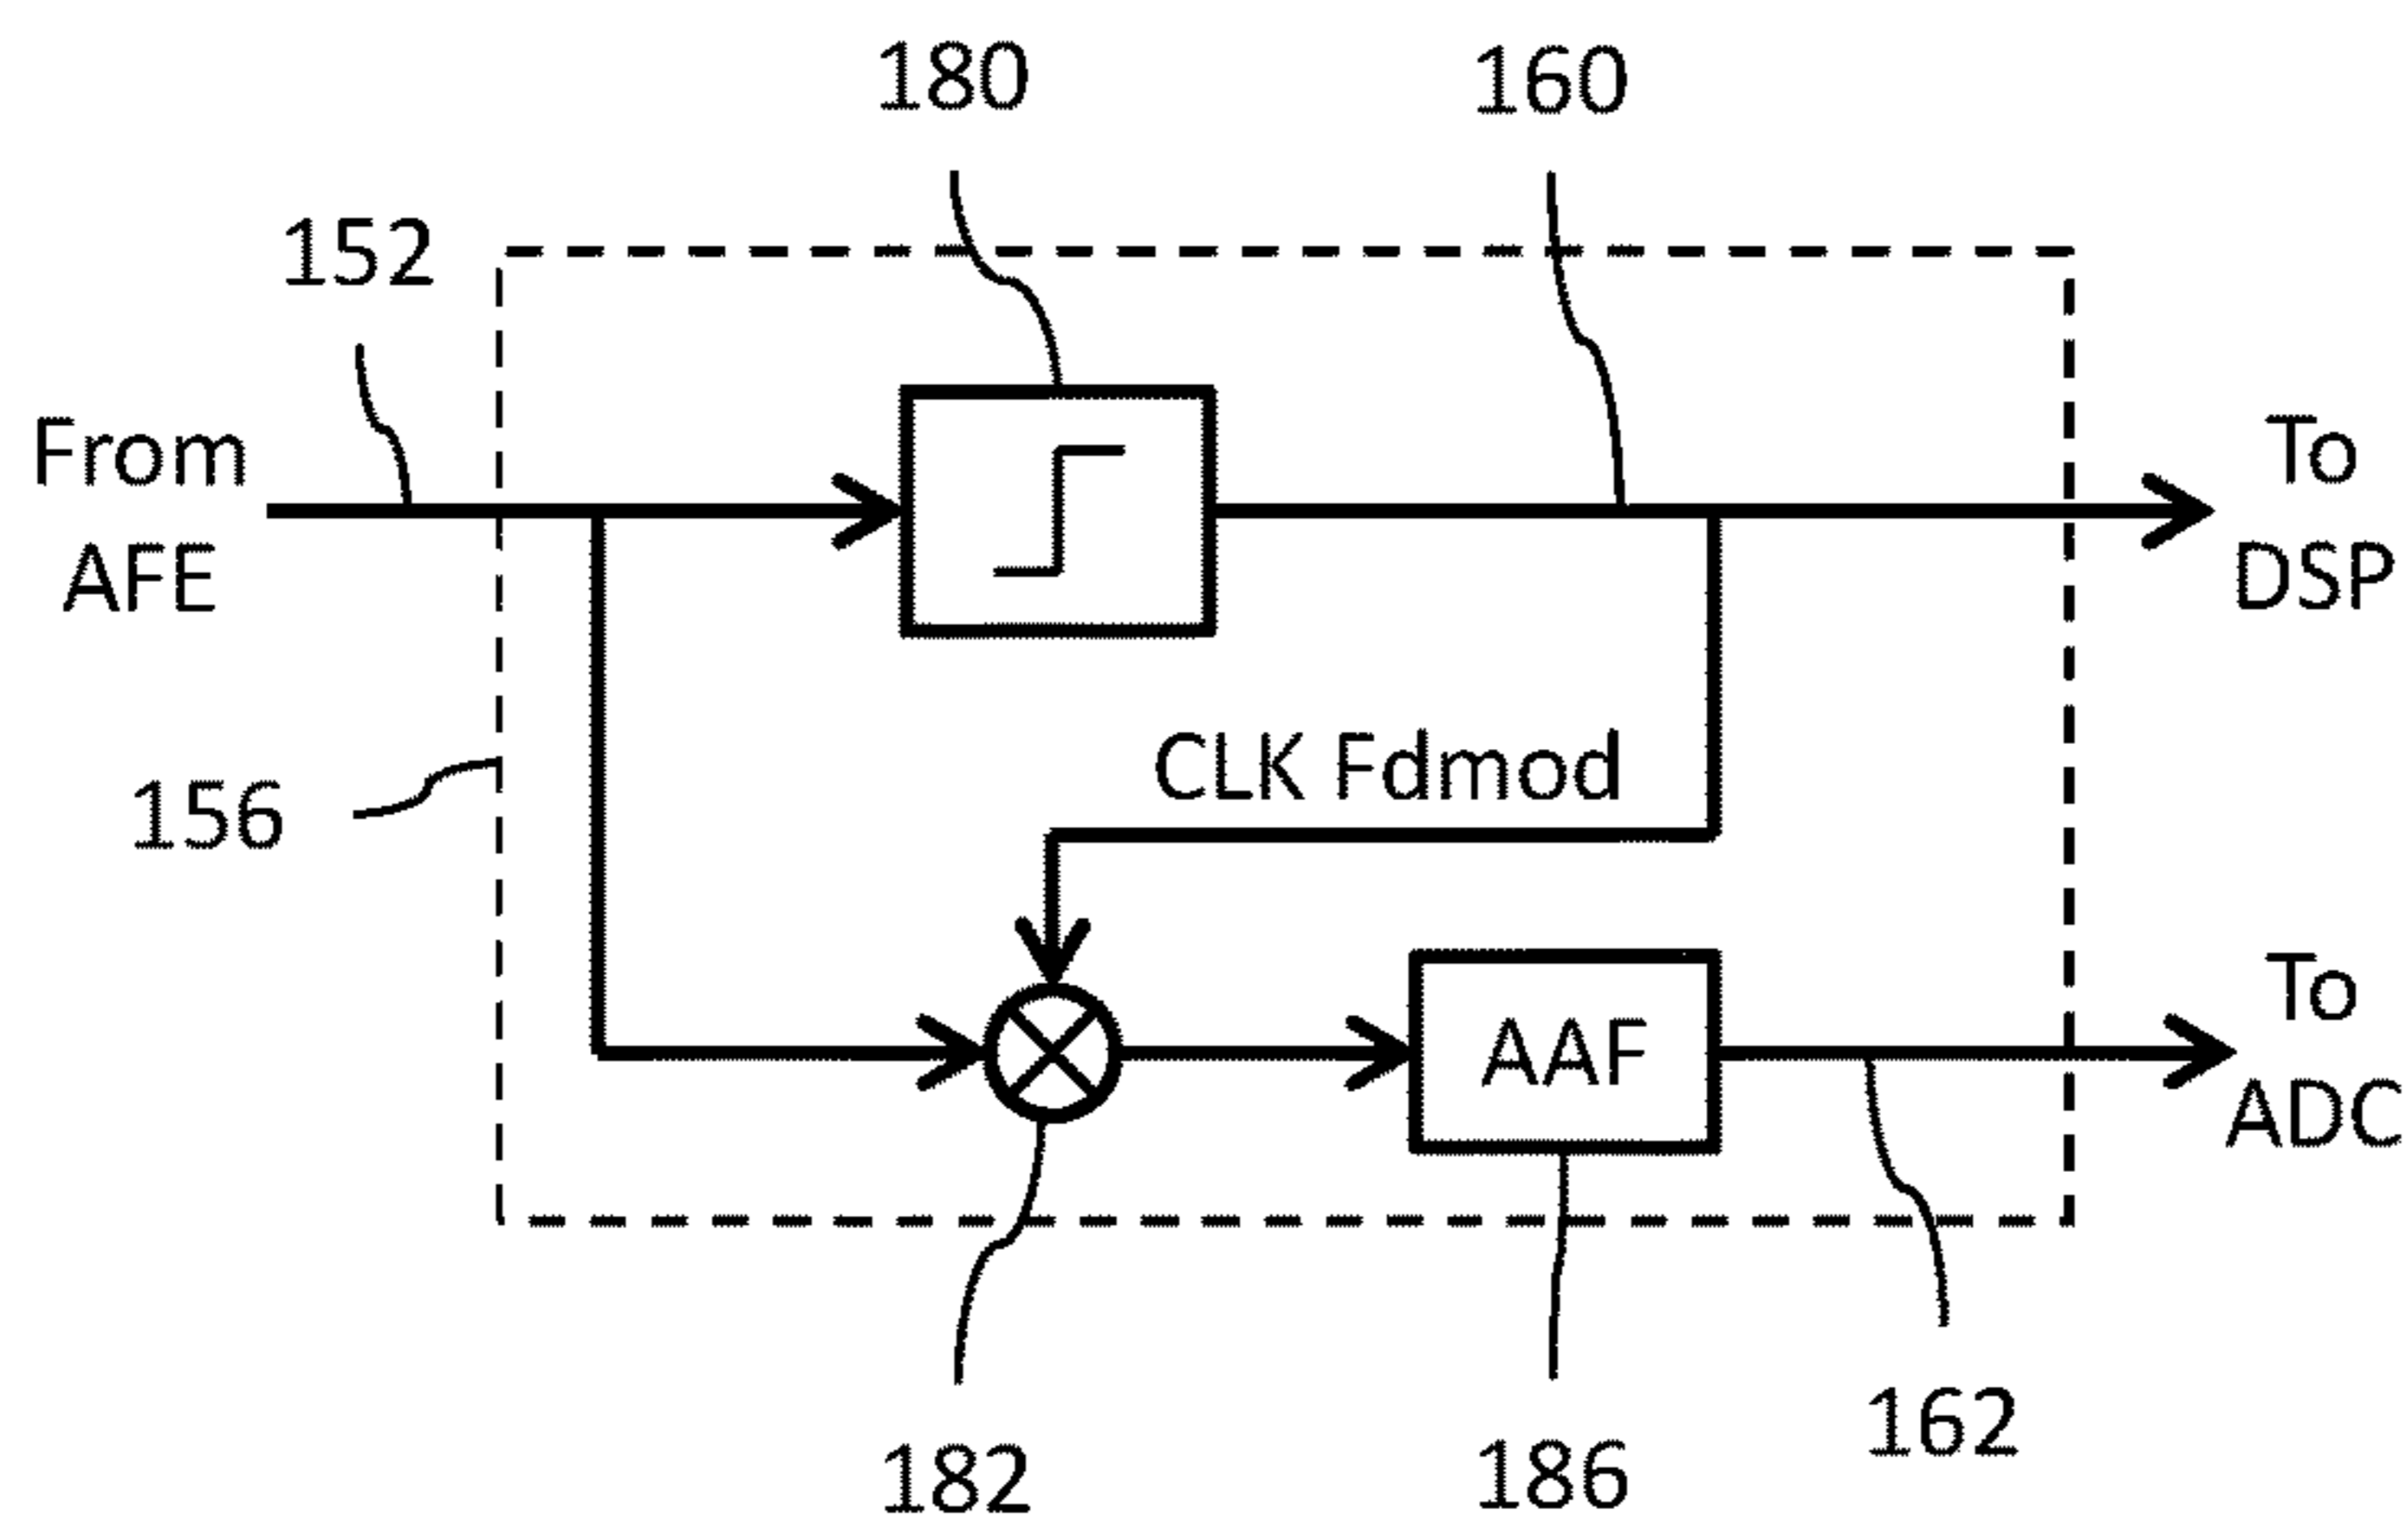 180
160
152
From
AFE
To
DSP
CLK Fdmod
156
AAF
To
ADC
182
186
162